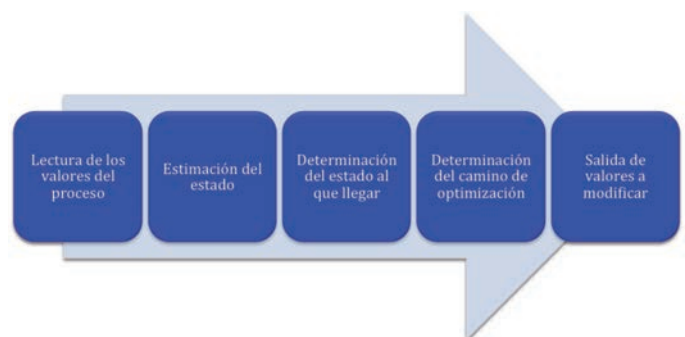 Lectura de los
valores del
proceso
Estimación del
estado
Determinación
del estado al
que llegar
Determinación
del camino de
optimización
Salida de
valores a
modificar